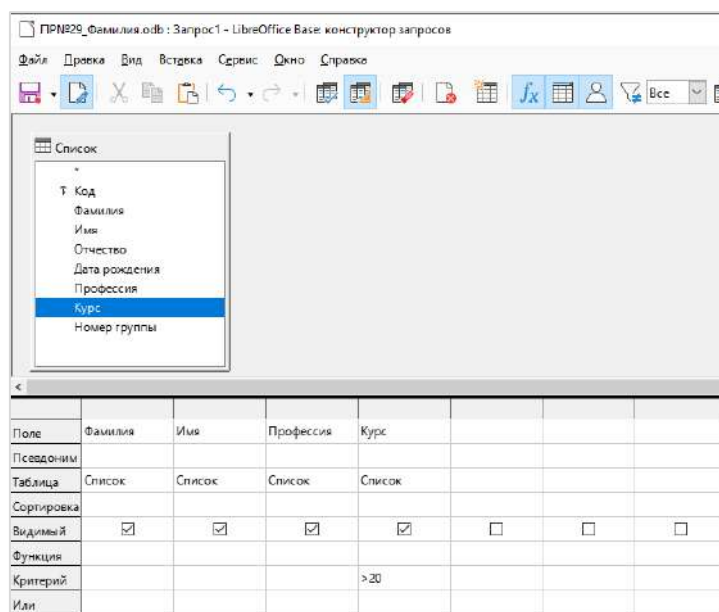 ПР№29_Фамилия.odb : Запрос1 - LibreOffice Base: конструктор запросов
Файл Правка Вид Вставка Сервис Окно Справка
fx Все
Список
*
Код
Фамилия
Имя
Отчество
Дата рождения
Профессия
Курс
Номер группы
Поле Фамилия Имя Профессия Курс
Псевдоним
Таблица Список Список Список Список
Сортировка
Видимый
Функция
Критерий >20
Или